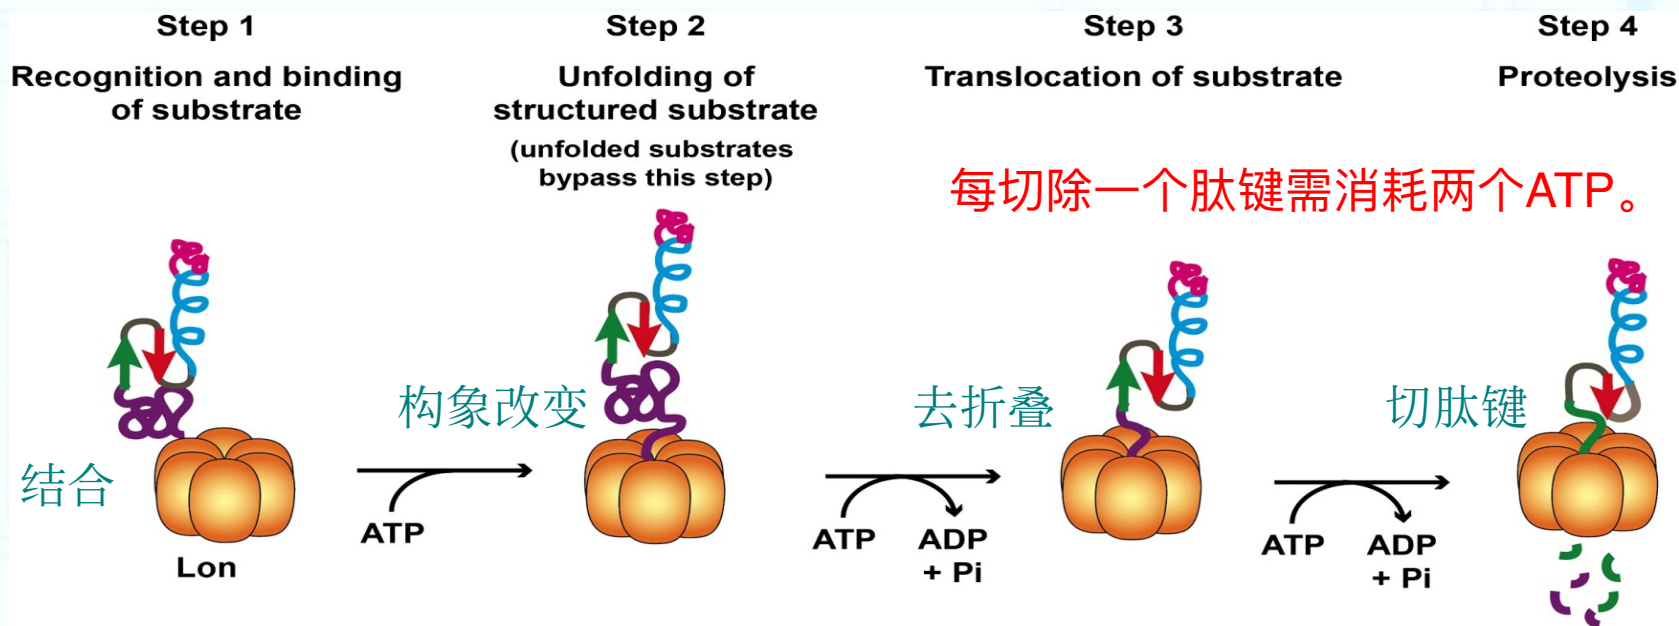 Step 1
Recognition and binding
of substrate
Step 2
Unfolding of
structured substrate
(unfolded substrates
bypass this step)
Step 3
Translocation of substrate
Step 4
Proteolysis
每切除一个肽键需消耗两个ATP。
结合
Lon
ATP
构象改变
ATP
ADP
+ Pi
去折叠
ATP
ADP
+ Pi
切肽键